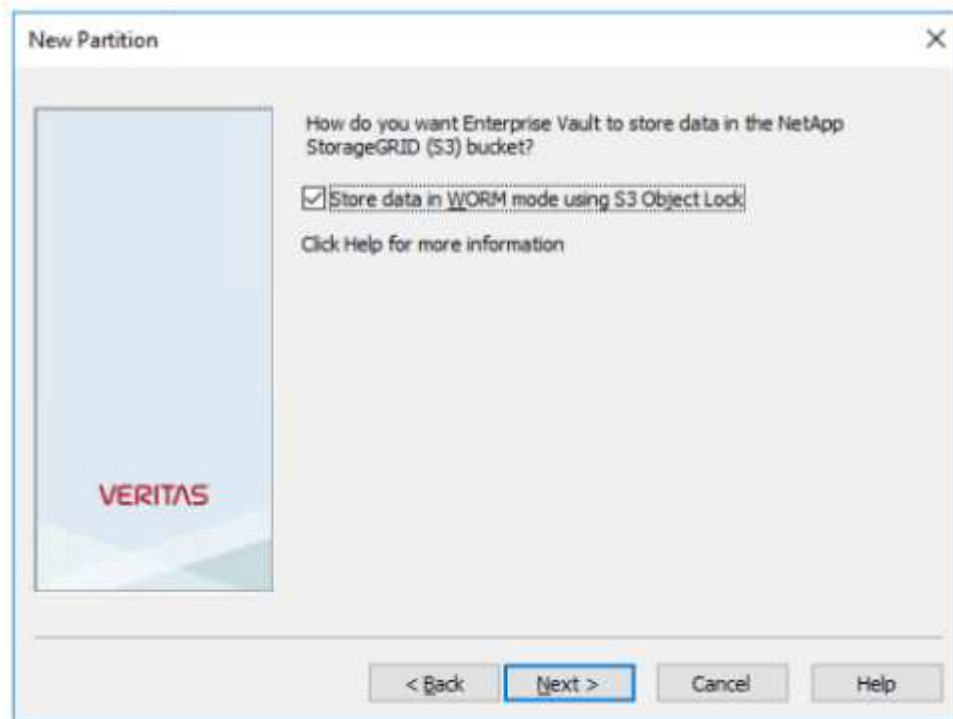 New Partition
How do you want Enterprise Vault to store data in the NetApp
StorageGRID (S3) bucket?
Store data in WORM mode using S3 Object Lock
Click Help for more information
VERITAS
< Back
Next >
Cancel
Help